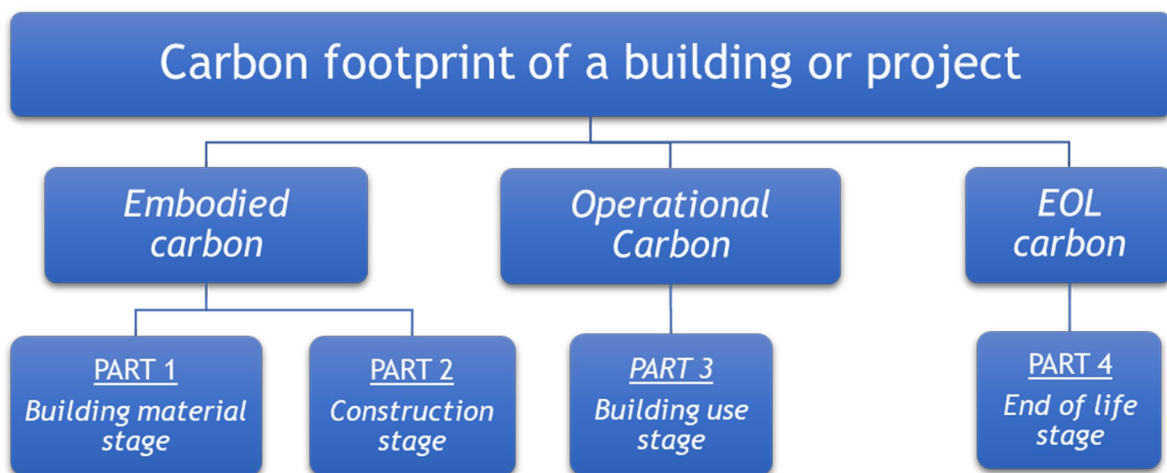 Carbon footprint of a building or project
Embodied
carbon
Operational
Carbon
EOL
carbon
PART 1
Building material
stage
PART 2
Construction
stage
PART 3
Building use
stage
PART 4
End of life
stage